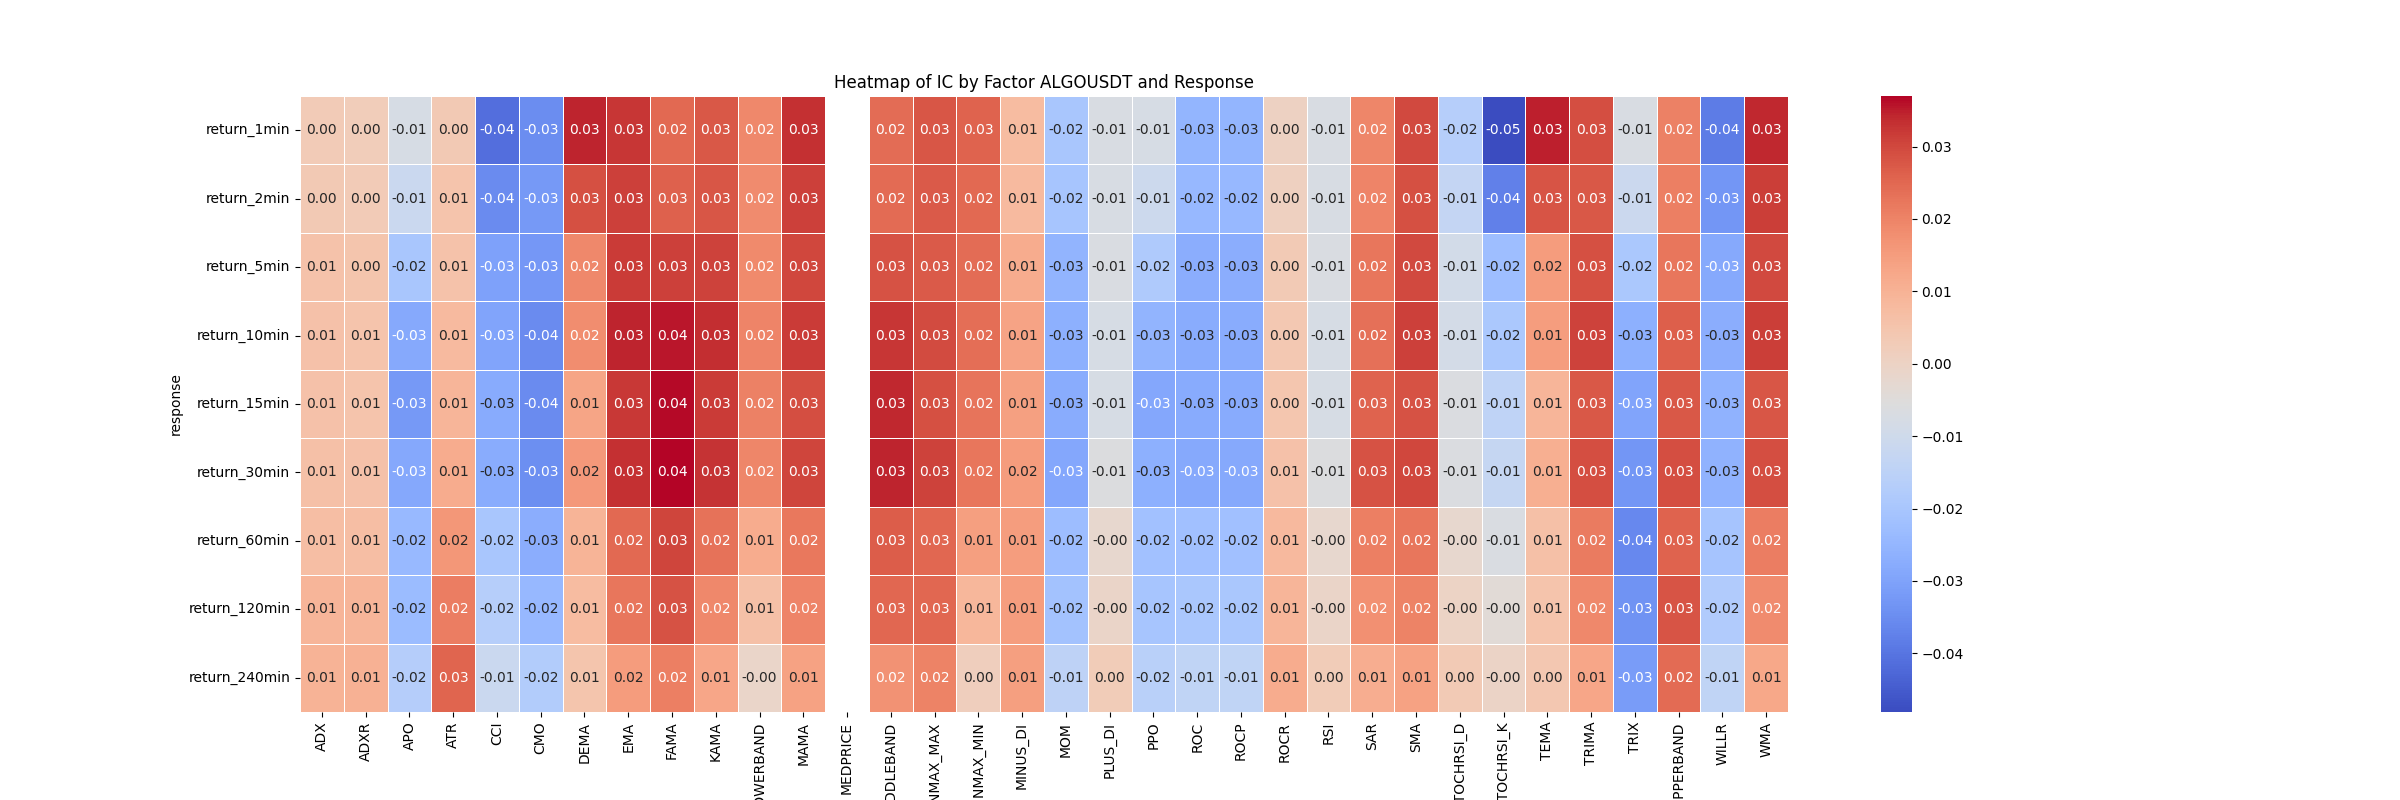 Heatmap of IC by Factor ALGOUSDT and Response
response
return_1min 0.00 0.00 -0.01 0.00 -0.04 -0.03 0.03 0.03 0.02 0.03 0.02 0.03 0.02 0.03 0.03 0.01 -0.02 -0.01 -0.01 -0.03 -0.03 0.00 -0.01 0.02 0.03 -0.02 -0.05 0.03 0.03 -0.01 0.02 -0.04 0.03
return_2min 0.00 0.00 -0.01 0.01 -0.04 -0.03 0.03 0.03 0.03 0.03 0.02 0.03 0.02 0.03 0.02 0.01 -0.02 -0.01 -0.01 -0.02 -0.02 0.00 -0.01 0.02 0.03 -0.01 -0.04 0.03 0.03 -0.01 0.02 -0.03 0.03
return_5min 0.01 0.00 -0.02 0.01 -0.03 -0.03 0.02 0.03 0.03 0.03 0.02 0.03 0.03 0.03 0.02 0.01 -0.03 -0.01 -0.02 -0.03 -0.03 0.00 -0.01 0.02 0.03 -0.01 -0.02 0.02 0.03 -0.02 0.02 -0.03 0.03
return_10min 0.01 0.01 -0.03 0.01 -0.03 -0.04 0.02 0.03 0.04 0.03 0.02 0.03 0.03 0.03 0.02 0.01 -0.03 -0.01 -0.03 -0.03 -0.03 0.00 -0.01 0.02 0.03 -0.01 -0.02 0.01 0.03 -0.03 0.03 -0.03 0.03
return_15min 0.01 0.01 -0.03 0.01 -0.03 -0.04 0.01 0.03 0.04 0.03 0.02 0.03 0.03 0.03 0.02 0.01 -0.03 -0.01 -0.03 -0.03 -0.03 0.00 -0.01 0.03 0.03 -0.01 -0.01 0.01 0.03 -0.03 0.03 -0.03 0.03
return_30min 0.01 0.01 -0.03 0.01 -0.03 -0.03 0.02 0.03 0.04 0.03 0.02 0.03 0.03 0.03 0.02 0.02 -0.03 -0.01 -0.03 -0.03 -0.03 0.01 -0.01 0.03 0.03 -0.01 -0.01 0.01 0.03 -0.03 0.03 -0.03 0.03
return_60min 0.01 0.01 -0.02 0.02 -0.02 -0.03 0.01 0.02 0.03 0.02 0.01 0.02 0.03 0.03 0.01 0.01 -0.02 -0.00 -0.02 -0.02 -0.02 0.01 -0.00 0.02 0.02 -0.00 -0.01 0.01 0.02 -0.04 0.03 -0.02 0.02
return_120min 0.01 0.01 -0.02 0.02 -0.02 -0.02 0.01 0.02 0.03 0.02 0.01 0.02 0.03 0.03 0.01 0.01 -0.02 -0.00 -0.02 -0.02 -0.02 0.01 -0.00 0.02 0.02 -0.00 -0.00 0.01 0.02 -0.03 0.03 -0.02 0.02
return_240min 0.01 0.01 -0.02 0.03 -0.01 -0.02 0.01 0.02 0.02 0.01 -0.00 0.01 0.02 0.02 0.00 0.01 -0.01 0.00 -0.02 -0.01 -0.01 0.01 0.00 0.01 0.01 0.00 -0.00 0.00 0.01 -0.03 0.02 -0.01 0.01
ADX
ADXR
APO
ATR
CCI
CMO
DEMA
EMA
FAMA
KAMA
OWERBAND
MAMA
MEDPRICE
DDLEBAND
NMAX_MAX
NMAX_MIN
MINUS_DI
MOM
PLUS_DI
PPO
ROC
ROCP
ROCR
RSI
SAR
SMA
TOCHRSI_D
TOCHRSI_K
TEMA
TRIMA
TRIX
PPERBAND
WILLR
WMA
0.03
0.02
0.01
0.00
−0.01
−0.02
−0.03
−0.04